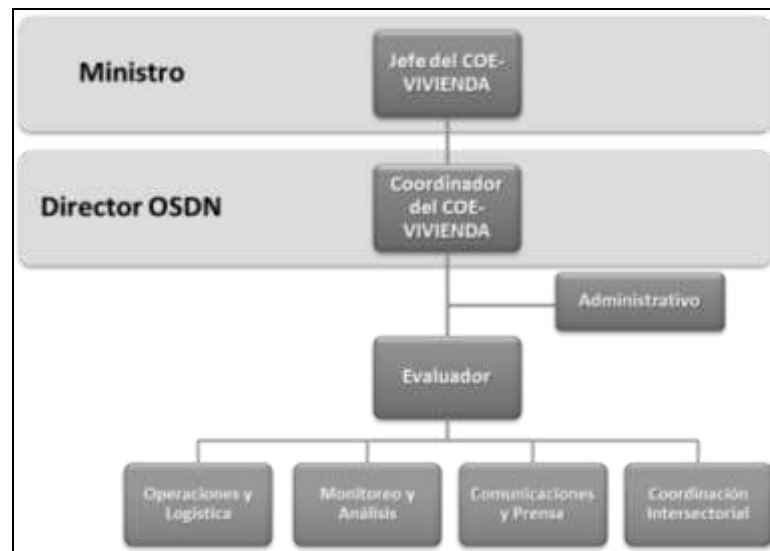 Ministro
Jefe del COE-
VIVIENDA
Director OSDN
Coordinador
del COE-
VIVIENDA
Administrativo
Evaluador
Operaciones y
Logística
Monitoreo y
Análisis
Comunicaciones
y Prensa
Coordinación
Intersectorial